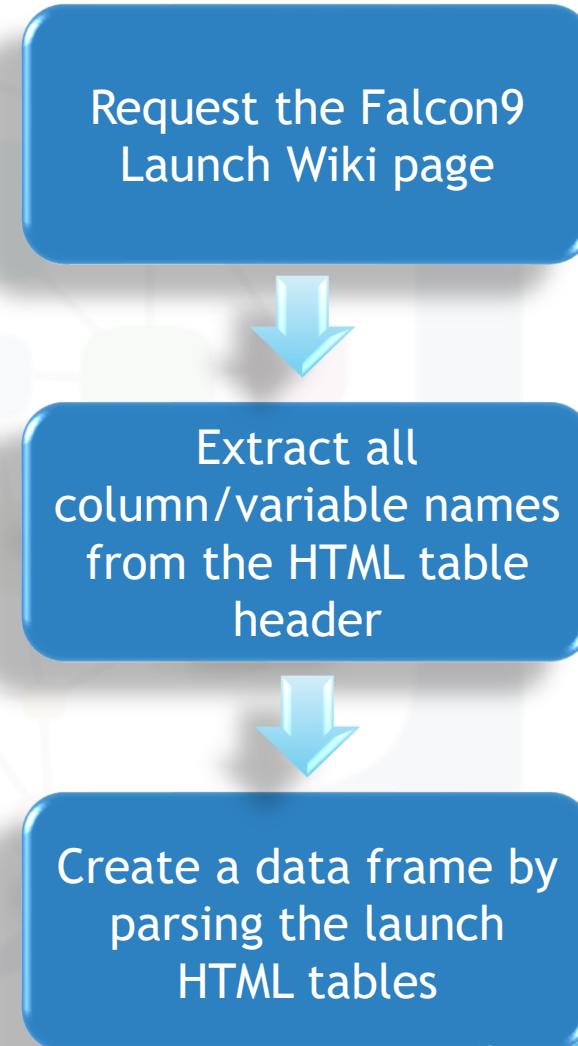 Request the Falcon9
Launch Wiki page
Extract all
column/variable names
from the HTML table
header
Create a data frame by
parsing the launch
HTML tables